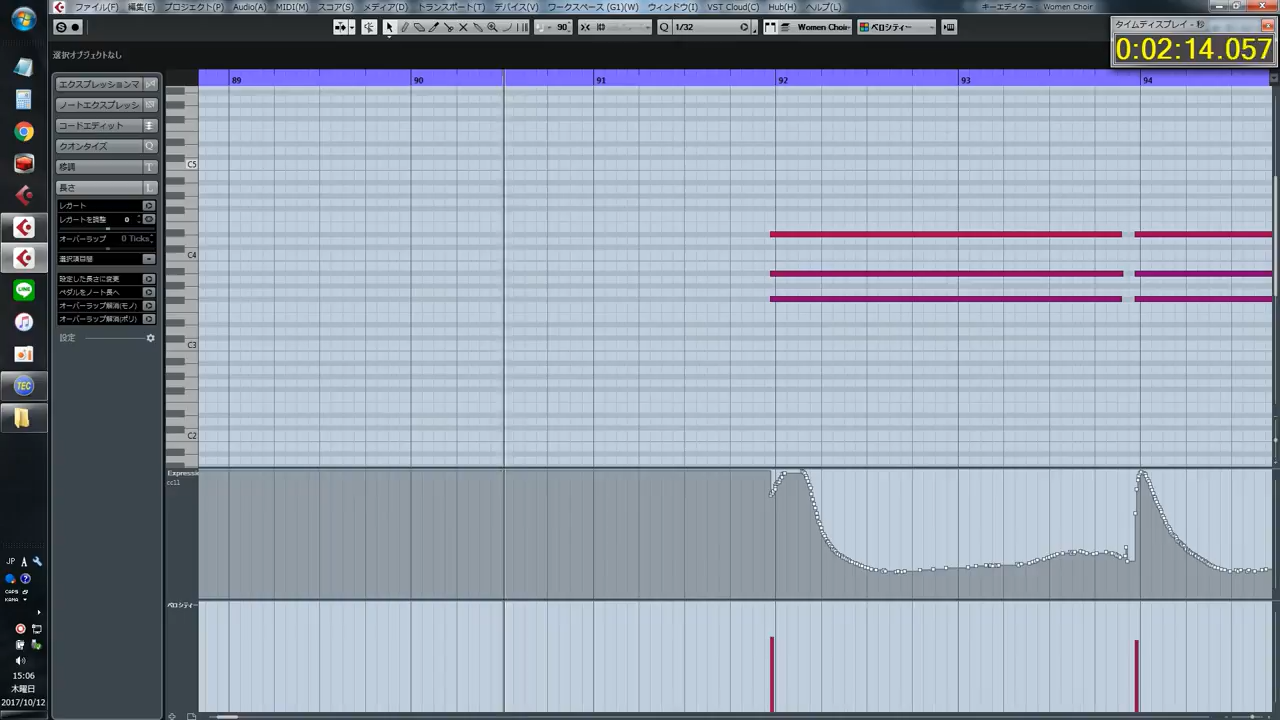 ファイル(F) 編集(E) プロジェクト(P) Audio(A) MIDI(M) スコア(S) メディア(D) トランスポート(T) デバイス(V) ワークスペース (G1)(W) ウィンドウ(I) VST Cloud(C) Hub(H) ヘルプ(L) キーエディター Women Choir
90 1/32 Women Choir ベロシティー
タイムディスプレイ - 秒
0:02:14.057
選択オブジェクトなし
89 90 91 92 93 94
エクスプレッションマ
ノートエクスプレッシ
コードエディット
クオンタイズ Q
移調 T
長さ L
レガート
レガートを調整 0
オーバーラップ 0 Ticks
選択項目間
設定した長さに変更
ペダルをノート長へ
オーバーラップ解消(モノ)
オーバーラップ解消(ポリ)
設定
C5
C4
C3
C2
Expressio
cc11
ベロシティー
LINE
TEC
JP A
CAPS
KANA
15:06
木曜日
2017/10/12